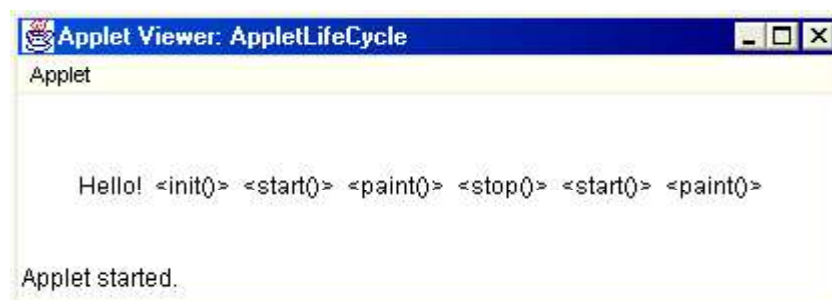 Applet Viewer: AppletLifeCycle
Applet
Hello! <init()> <start()> <paint()> <stop()> <start()> <paint()>
Applet started.